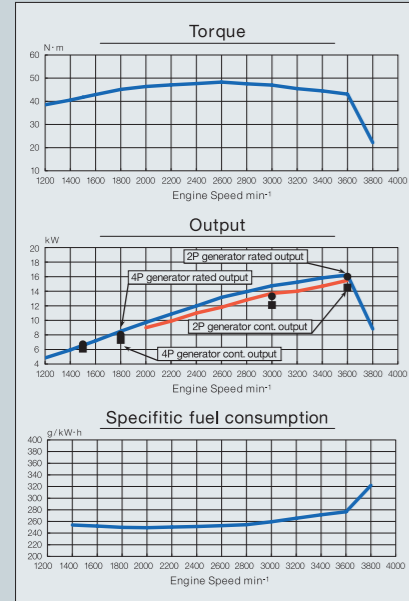 Torque
N·m
60
50
40
30
20
10
1200 1400 1600 1800 2000 2200 2400 2600 2800 3000 3200 3400 3600 3800 4000
Engine Speed min-1
Output
kW
20
18
16
14
12
10
8
6
4
2P generator rated output
4P generator rated output
2P generator cont. output
4P generator cont. output
1200 1400 1600 1800 2000 2200 2400 2600 2800 3000 3200 3400 3600 3800 4000
Engine Speed min-1
Specifitic fuel consumption
g/kW·h
400
380
360
340
320
300
280
260
240
220
200
1200 1400 1600 1800 2000 2200 2400 2600 2800 3000 3200 3400 3600 3800 4000
Engine Speed min-1